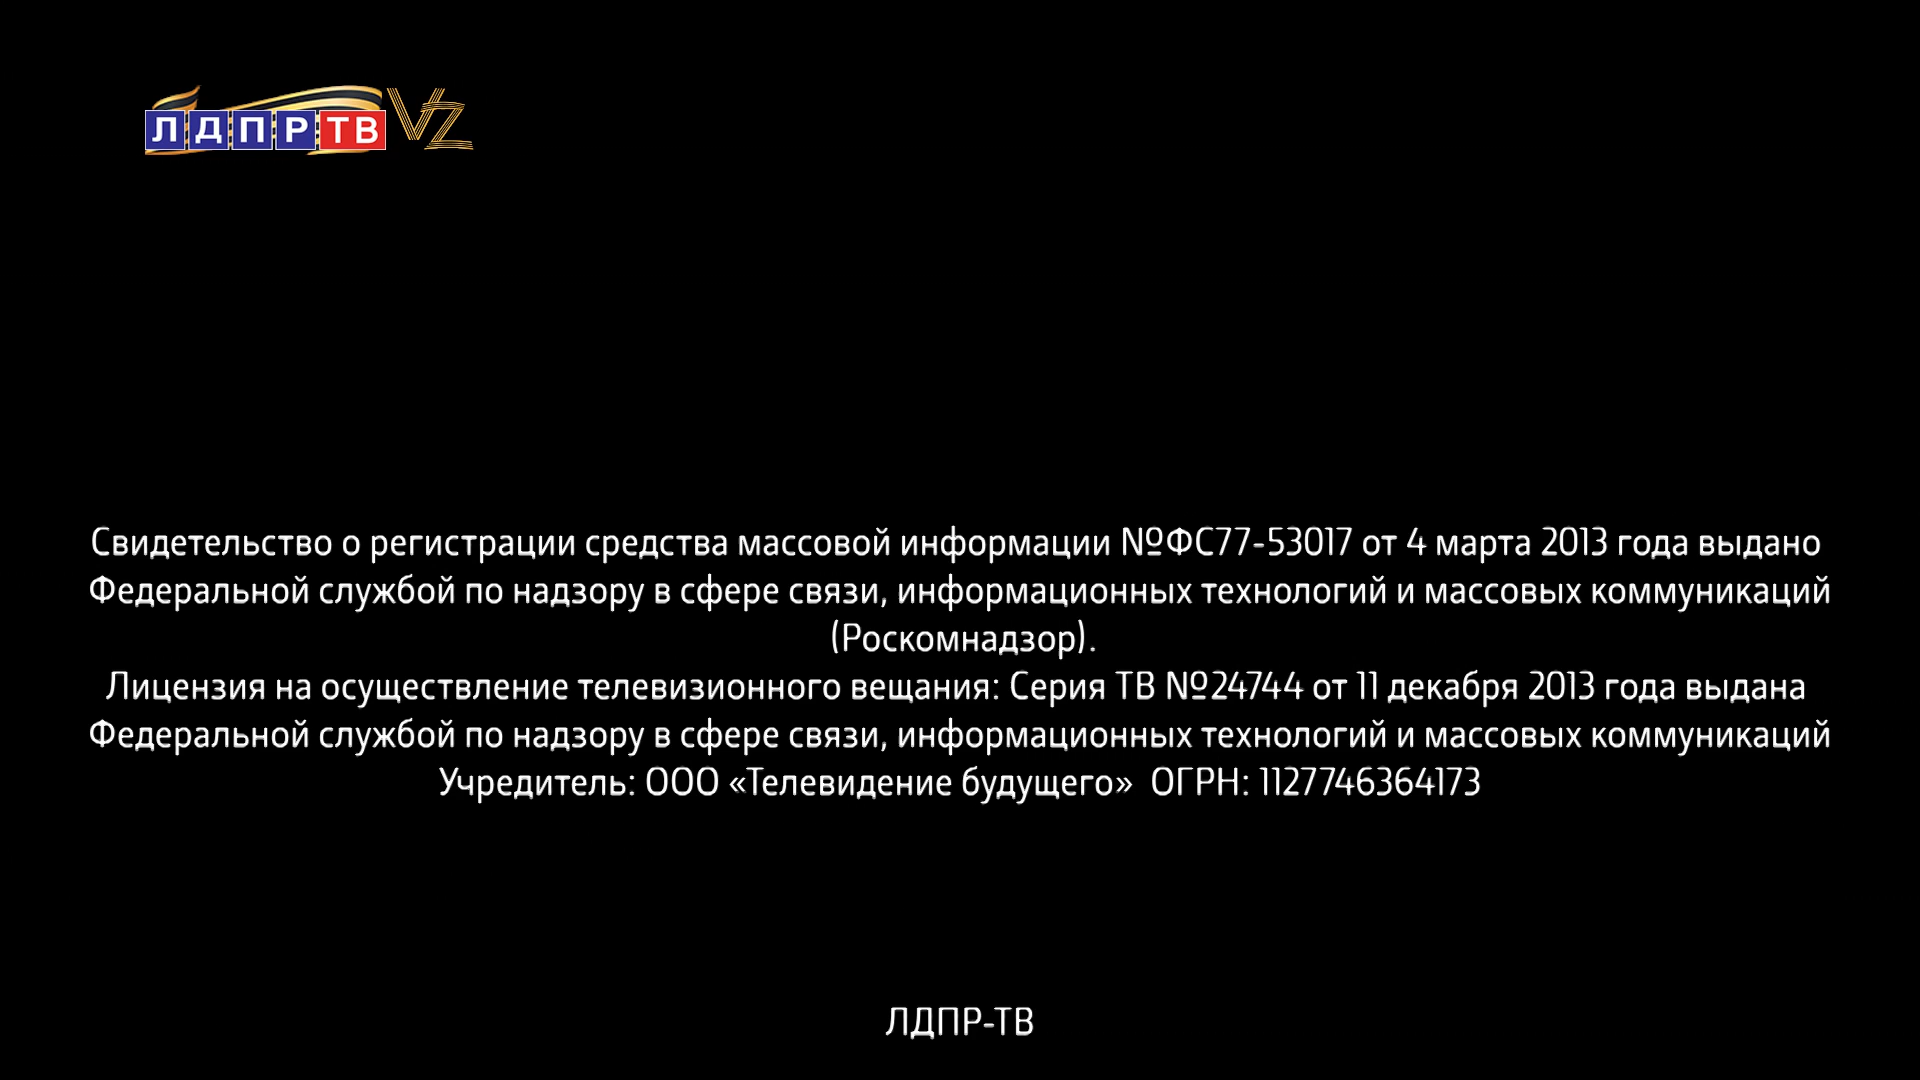 ЛДПРТВ VZ
Свидетельство о регистрации средства массовой информации №ФС77-53017 от 4 марта 2013 года выдано
Федеральной службой по надзору в сфере связи, информационных технологий и массовых коммуникаций
(Роскомнадзор).
Лицензия на осуществление телевизионного вещания: Серия ТВ №24744 от 11 декабря 2013 года выдана
Федеральной службой по надзору в сфере связи, информационных технологий и массовых коммуникаций
Учредитель: ООО «Телевидение будущего»  ОГРН: 1127746364173
ЛДПР-ТВ